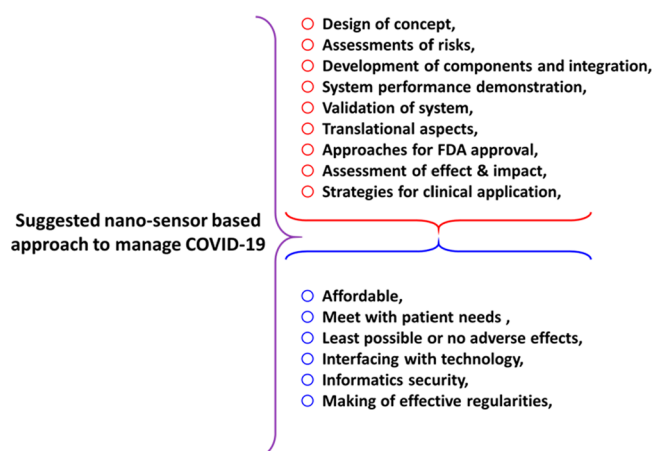 Design of concept,
Assessments of risks,
Development of components and integration,
System performance demonstration,
Validation of system,
Translational aspects,
Approaches for FDA approval,
Assessment of effect & impact,
Strategies for clinical application,
Suggested nano-sensor based
approach to manage COVID-19
Affordable,
Meet with patient needs ,
Least possible or no adverse effects,
Interfacing with technology,
Informatics security,
Making of effective regularities,